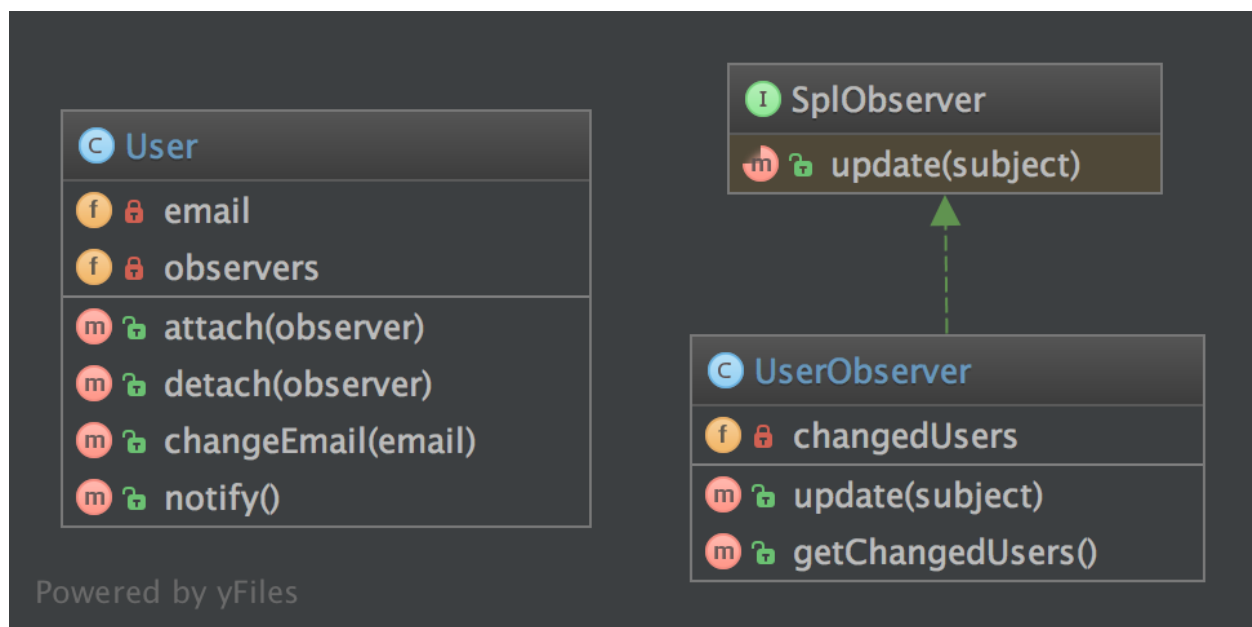 User
email
observers
attach(observer)
detach(observer)
changeEmail(email)
notify()
SplObserver
update(subject)
UserObserver
changedUsers
update(subject)
getChangedUsers()
Powered by yFiles